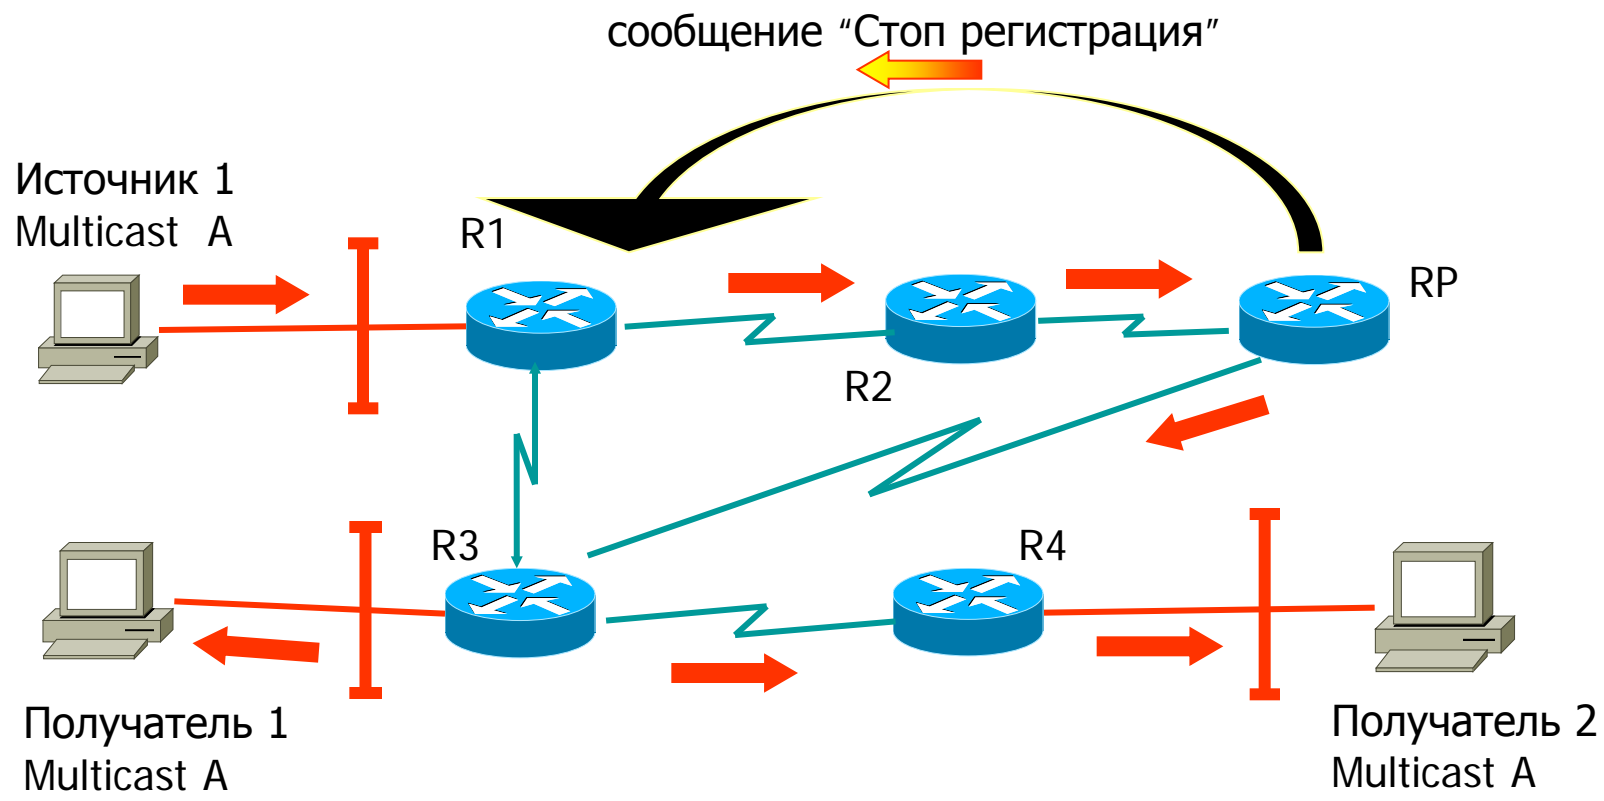 сообщение “Стоп регистрация”
Источник 1
Multicast A
R1
RP
R2
R3
R4
Получатель 1
Multicast A
Получатель 2
Multicast A